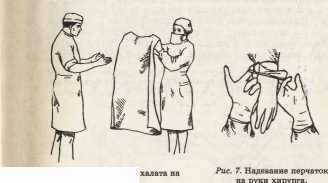 халата на
Рис. 7. Надевание перчаток
на руки хирурга.